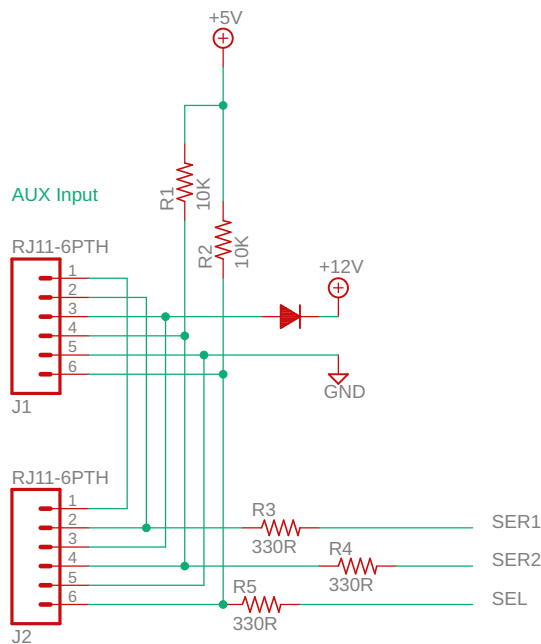 +5V
R1
10K
AUX Input
R2
10K
RJ11-6PTH
+12V
1
2
3
4
5
6
GND
J1
RJ11-6PTH
1
2
3
4
5
6
R3
330R
SER1
R4
330R
SER2
R5
330R
SEL
J2